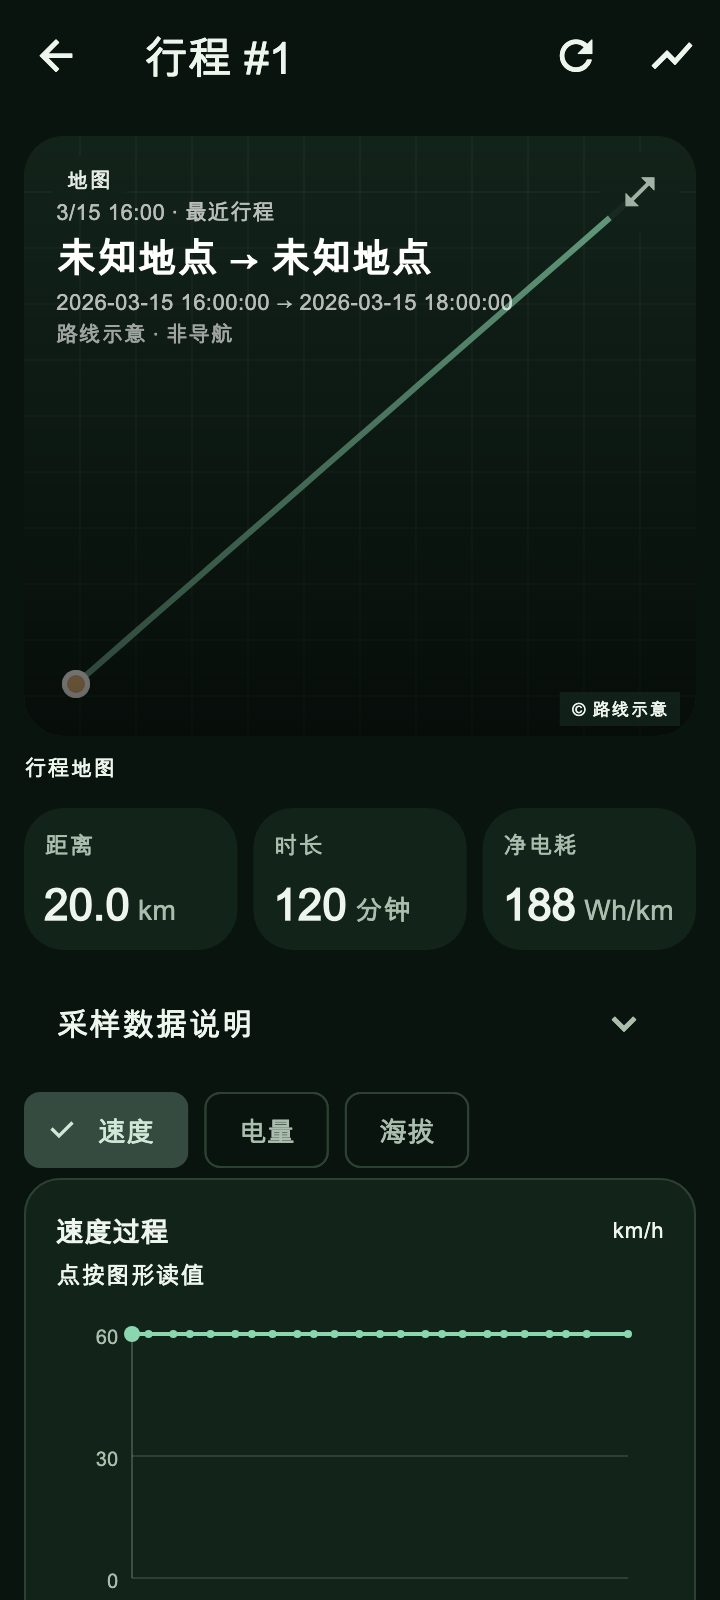 行程 #1
地图
3/15 16:00 · 最近行程
未知地点 → 未知地点
2026-03-15 16:00:00 → 2026-03-15 18:00:00
路线示意 · 非导航
© 路线示意
行程地图
距离
20.0 km
时长
120 分钟
净电耗
188 Wh/km
采样数据说明
速度
电量
海拔
速度过程
km/h
点按图形读值
60
30
0